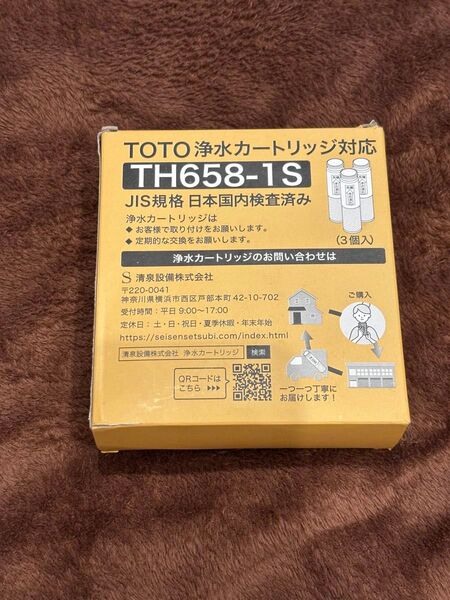 TOTO 浄水カートリッジ対応
TH658-1S
JIS規格 日本国内検査済み
浄水カートリッジは
◆ お客様で取り付けをお願いします。
◆ 定期的な交換をお願いします。
(3個入)
浄水カートリッジのお問い合わせは
S 清泉設備株式会社
〒220-0041
神奈川県横浜市西区戸部本町42-10-702
受付時間：平日 9:00~17:00
定休日：土・日・祝日・夏季休暇・年末年始
https://seisensetsubi.com/index.html
清泉設備株式会社 浄水カートリッジ 検索
QRコードは
こちら ▶▶▶
ご購入
一つ一つ丁寧に
お届けします！